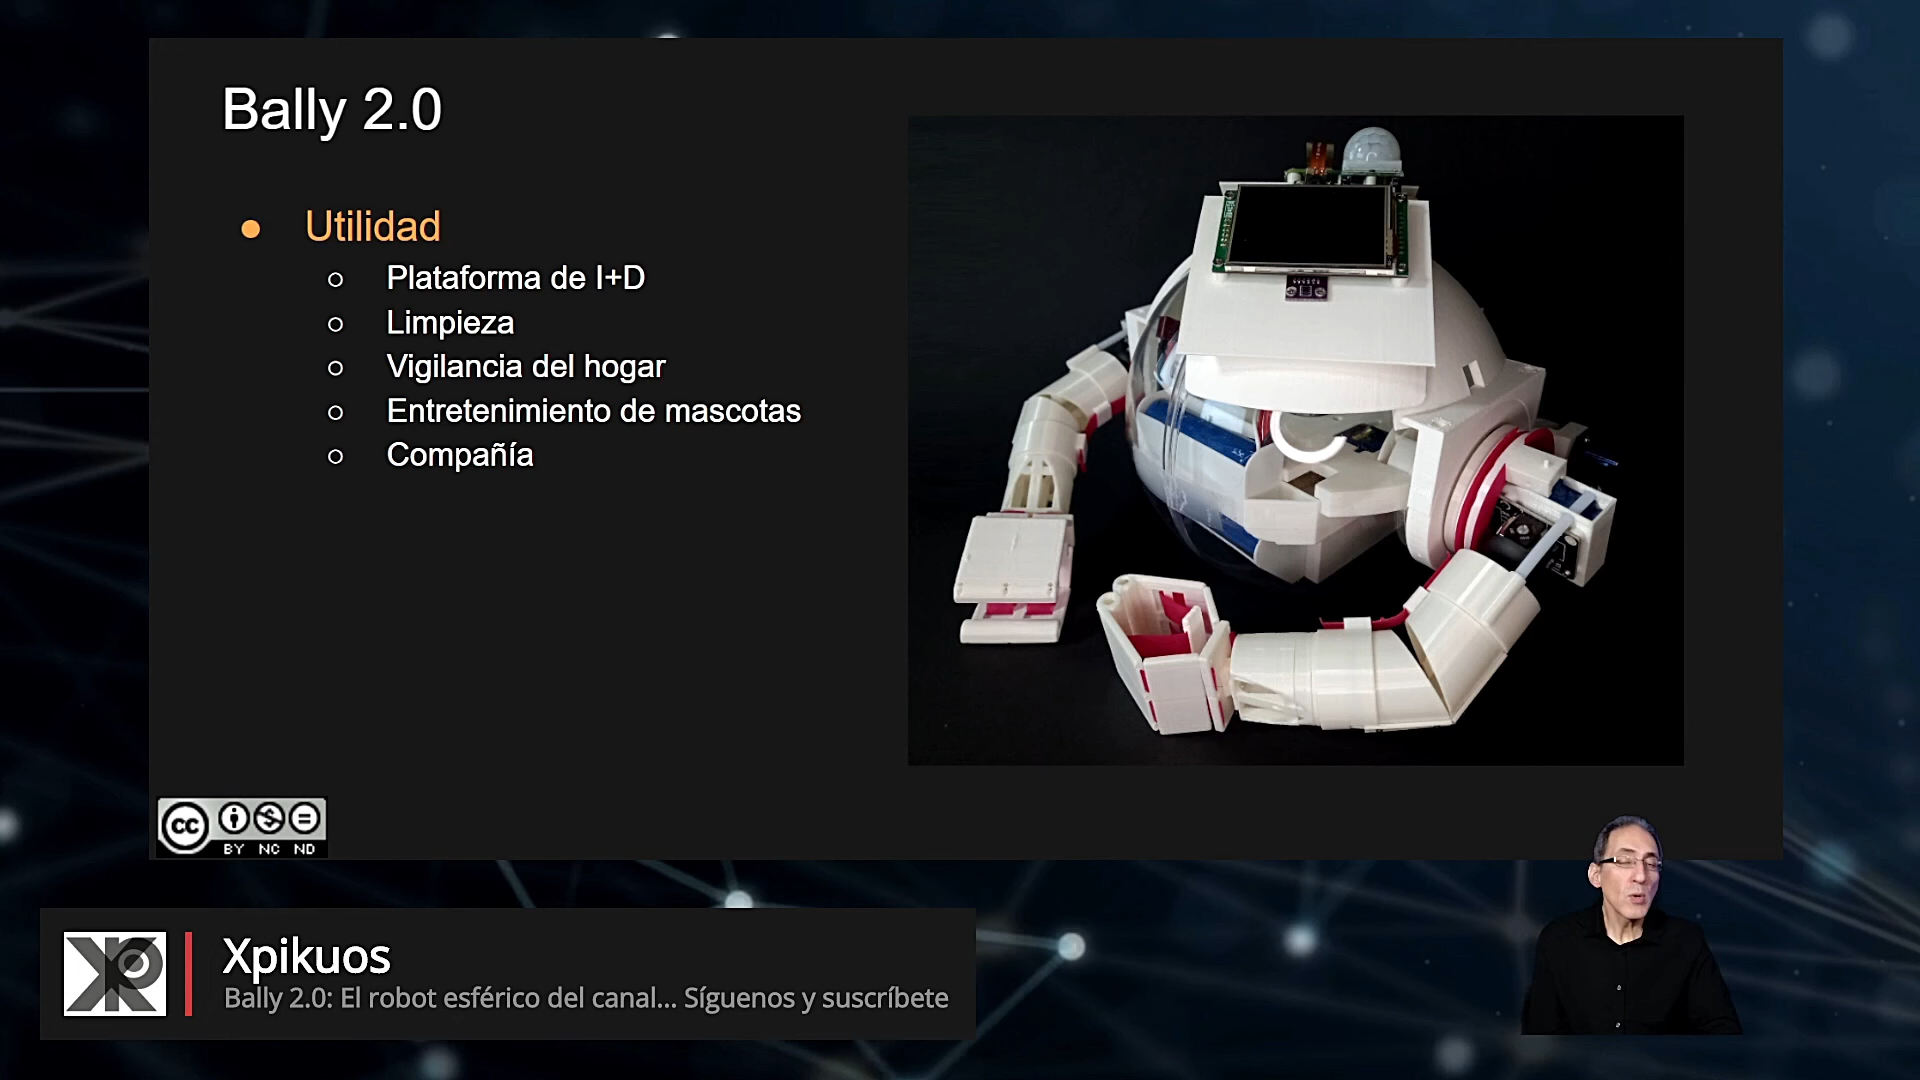 Bally 2.0
Utilidad
Plataforma de I+D
Limpieza
Vigilancia del hogar
Entretenimiento de mascotas
Compañía
cc
BY NC ND
Xpikuos
Bally 2.0: El robot esférico del canal... Síguenos y suscríbete